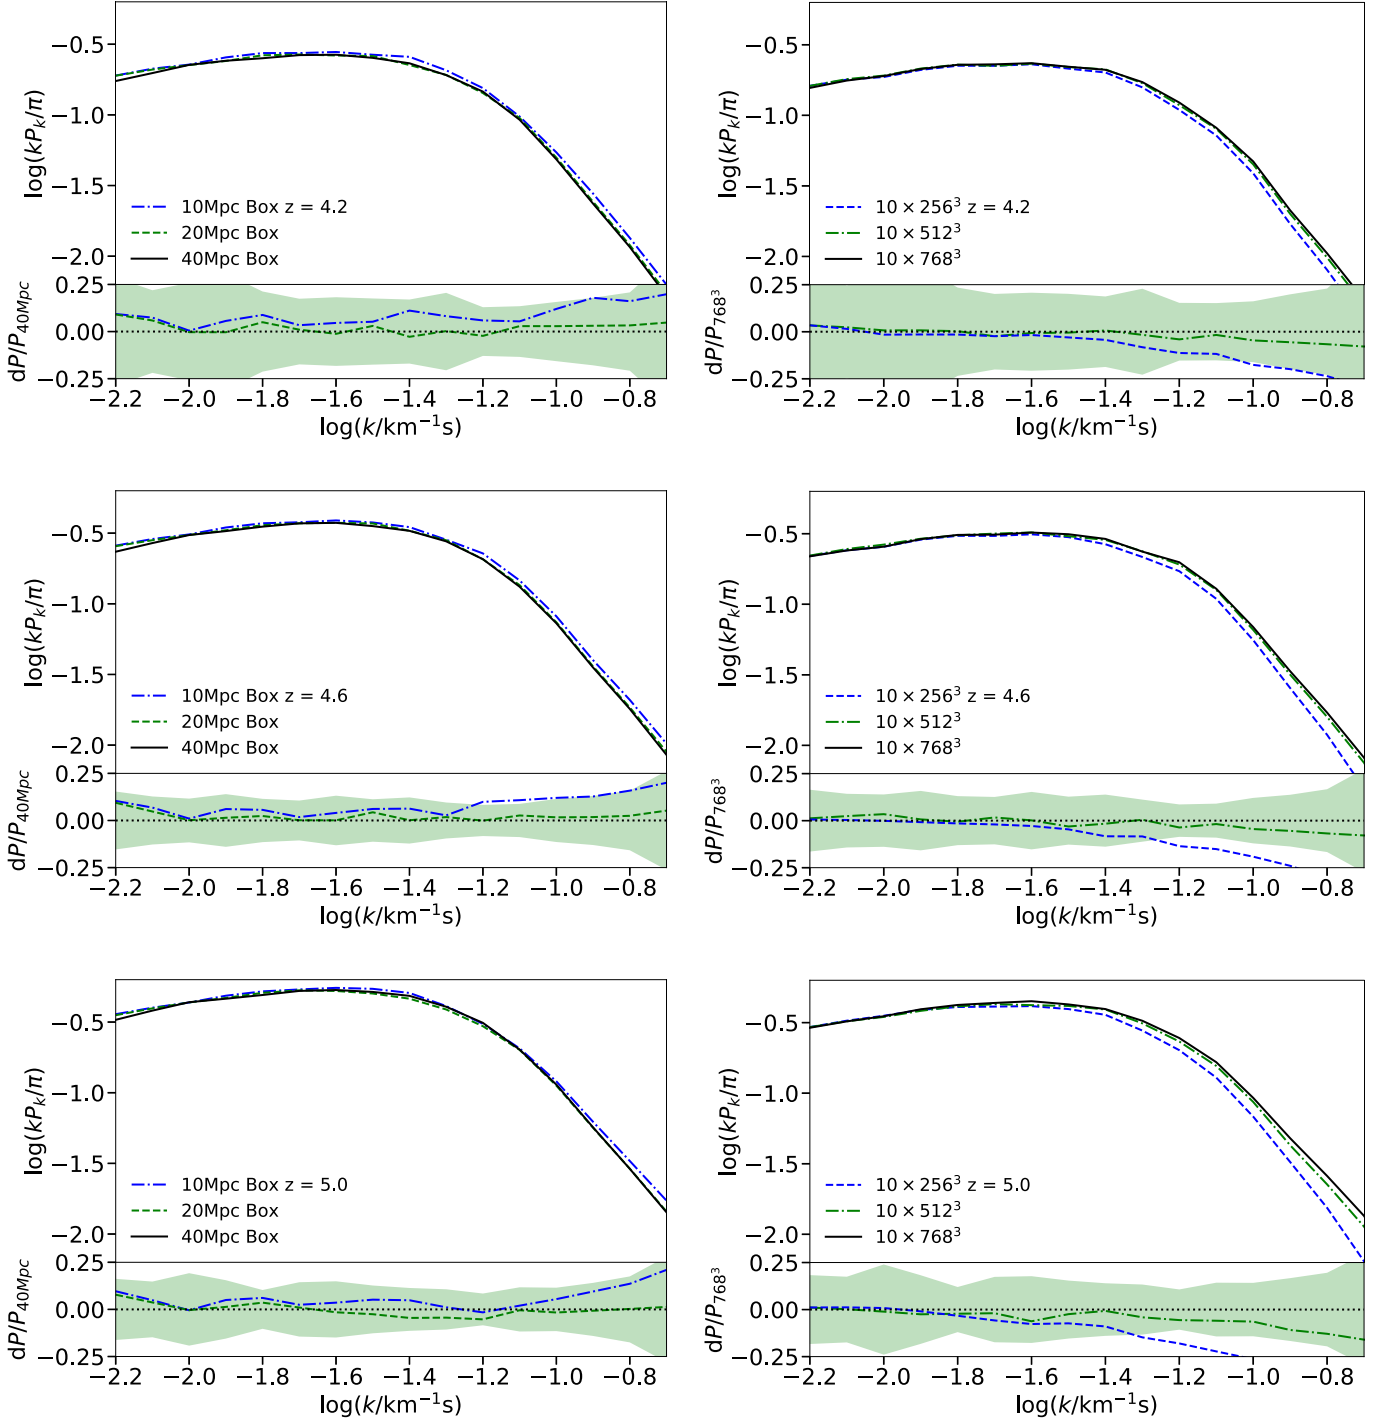 −0.5
−1.0
−1.5
−2.0
log(kP_k/π)
10Mpc Box z = 4.2
20Mpc Box
40Mpc Box
0.25
0.00
−0.25
dP/P_40Mpc
−2.2 −2.0 −1.8 −1.6 −1.4 −1.2 −1.0 −0.8
log(k/km⁻¹s)
−0.5
−1.0
−1.5
−2.0
log(kP_k/π)
10 × 256³ z = 4.2
10 × 512³
10 × 768³
0.25
0.00
−0.25
dP/P_768³
−2.2 −2.0 −1.8 −1.6 −1.4 −1.2 −1.0 −0.8
log(k/km⁻¹s)
−0.5
−1.0
−1.5
−2.0
log(kP_k/π)
10Mpc Box z = 4.6
20Mpc Box
40Mpc Box
0.25
0.00
−0.25
dP/P_40Mpc
−2.2 −2.0 −1.8 −1.6 −1.4 −1.2 −1.0 −0.8
log(k/km⁻¹s)
−0.5
−1.0
−1.5
−2.0
log(kP_k/π)
10 × 256³ z = 4.6
10 × 512³
10 × 768³
0.25
0.00
−0.25
dP/P_768³
−2.2 −2.0 −1.8 −1.6 −1.4 −1.2 −1.0 −0.8
log(k/km⁻¹s)
−0.5
−1.0
−1.5
−2.0
log(kP_k/π)
10Mpc Box z = 5.0
20Mpc Box
40Mpc Box
0.25
0.00
−0.25
dP/P_40Mpc
−2.2 −2.0 −1.8 −1.6 −1.4 −1.2 −1.0 −0.8
log(k/km⁻¹s)
−0.5
−1.0
−1.5
−2.0
log(kP_k/π)
10 × 256³ z = 5.0
10 × 512³
10 × 768³
0.25
0.00
−0.25
dP/P_768³
−2.2 −2.0 −1.8 −1.6 −1.4 −1.2 −1.0 −0.8
log(k/km⁻¹s)